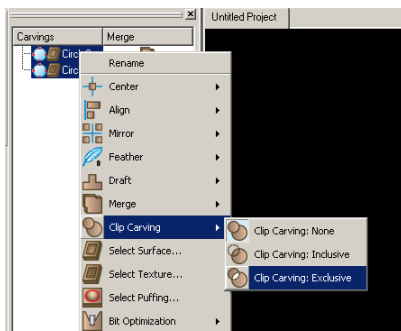 Untitled Project
Carvings Merge
Circ
Circ
Rename
Center
Align
Mirror
Feather
Draft
Merge
Clip Carving
Clip Carving: None
Clip Carving: Inclusive
Select Surface...
Clip Carving: Exclusive
Select Texture...
Select Puffing...
Bit Optimization